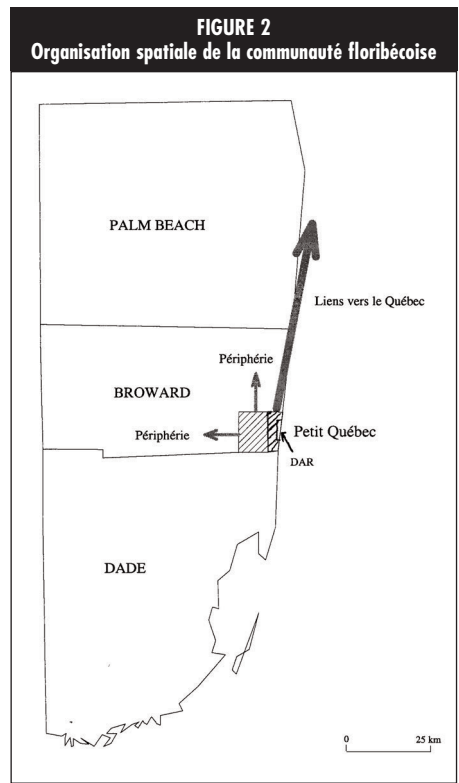 FIGURE 2
Organisation spatiale de la communauté floribécoise
PALM BEACH
Liens vers le Québec
Périphérie
BROWARD
Périphérie
Petit Québec
DAR
DADE
0 25 km